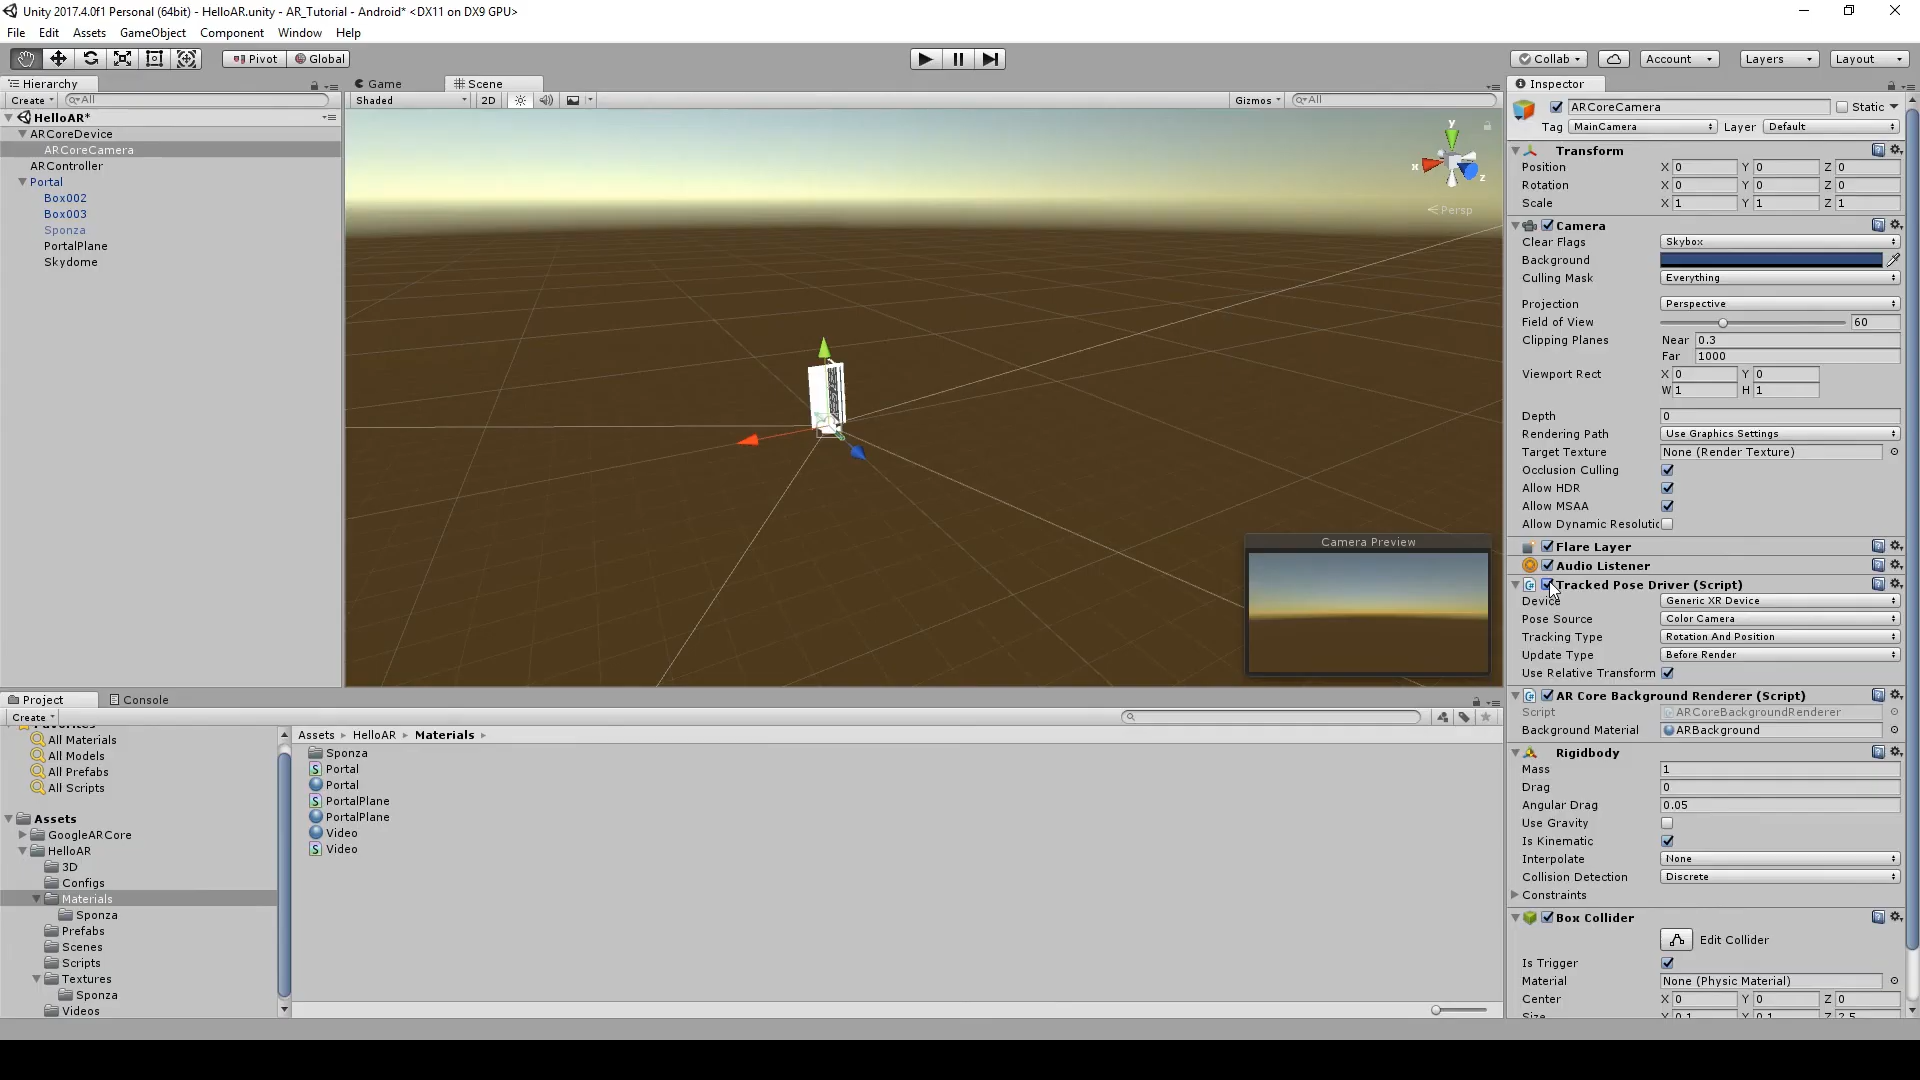 Unity 2017.4.0f1 Personal (64bit) - HelloAR.unity - AR_Tutorial - Android* <DX11 on DX9 GPU>
File Edit Assets GameObject Component Window Help
Pivot Global
Collab Account Layers Layout
Hierarchy
Create All
HelloAR*
ARCoreDevice
ARCoreCamera
ARController
Portal
Box002
Box003
Sponza
PortalPlane
Skydome
Game Scene
Shaded 2D Gizmos All
y
x
z
Persp
Camera Preview
Inspector
ARCoreCamera Static
Tag MainCamera Layer Default
Transform
Position X 0 Y 0 Z 0
Rotation X 0 Y 0 Z 0
Scale X 1 Y 1 Z 1
Camera
Clear Flags Skybox
Background
Culling Mask Everything
Projection Perspective
Field of View 60
Clipping Planes Near 0.3
Far 1000
Viewport Rect X 0 Y 0
W 1 H 1
Depth 0
Rendering Path Use Graphics Settings
Target Texture None (Render Texture)
Occlusion Culling
Allow HDR
Allow MSAA
Allow Dynamic Resolutic
Flare Layer
Audio Listener
Tracked Pose Driver (Script)
Device Generic XR Device
Pose Source Color Camera
Tracking Type Rotation And Position
Update Type Before Render
Use Relative Transform
AR Core Background Renderer (Script)
Script ARCoreBackgroundRenderer
Background Material ARBackground
Rigidbody
Mass 1
Drag 0
Angular Drag 0.05
Use Gravity
Is Kinematic
Interpolate None
Collision Detection Discrete
Constraints
Box Collider
Edit Collider
Is Trigger
Material None (Physic Material)
Center X 0 Y 0 Z 0
Size X 0.1 Y 0.1 Z 2.5
Project Console
Create
Favorites
All Materials
All Models
All Prefabs
All Scripts
Assets
GoogleARCore
HelloAR
3D
Configs
Materials
Sponza
Prefabs
Scenes
Scripts
Textures
Sponza
Videos
Assets HelloAR Materials
Sponza
Portal
Portal
PortalPlane
PortalPlane
Video
Video